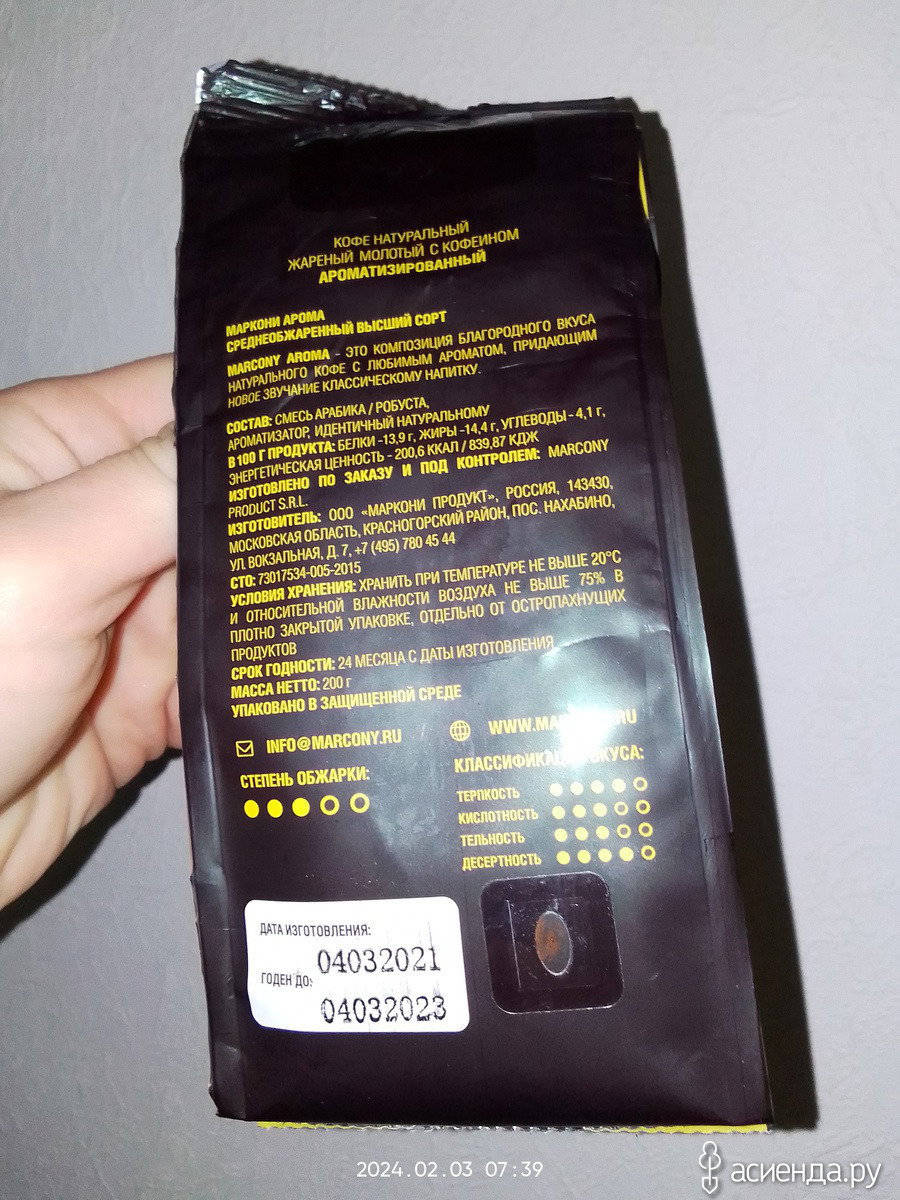 КОФЕ НАТУРАЛЬНЫЙ
ЖАРЕНЫЙ МОЛОТЫЙ С КОФЕИНОМ
АРОМАТИЗИРОВАННЫЙ
МАРКОНИ АРОМА
СРЕДНЕОБЖАРЕННЫЙ ВЫСШИЙ СОРТ
MARCONY AROMA - ЭТО КОМПОЗИЦИЯ БЛАГОРОДНОГО ВКУСА
НАТУРАЛЬНОГО КОФЕ С ЛЮБИМЫМ АРОМАТОМ, ПРИДАЮЩИМ
НОВОЕ ЗВУЧАНИЕ КЛАССИЧЕСКОМУ НАПИТКУ.
СОСТАВ: СМЕСЬ АРАБИКА / РОБУСТА,
АРОМАТИЗАТОР, ИДЕНТИЧНЫЙ НАТУРАЛЬНОМУ
В 100 Г ПРОДУКТА: БЕЛКИ -13,9 г, ЖИРЫ -14,4 г, УГЛЕВОДЫ - 4,1 г,
ЭНЕРГЕТИЧЕСКАЯ ЦЕННОСТЬ - 200,6 ККАЛ / 839,87 КДЖ
ИЗГОТОВЛЕНО ПО ЗАКАЗУ И ПОД КОНТРОЛЕМ: MARCONY
PRODUCT S.R.L.
ИЗГОТОВИТЕЛЬ: ООО «МАРКОНИ ПРОДУКТ», РОССИЯ, 143430,
МОСКОВСКАЯ ОБЛАСТЬ, КРАСНОГОРСКИЙ РАЙОН, ПОС. НАХАБИНО,
УЛ. ВОКЗАЛЬНАЯ, Д. 7, +7 (495) 780 45 44
СТО: 73017534-005-2015
УСЛОВИЯ ХРАНЕНИЯ: ХРАНИТЬ ПРИ ТЕМПЕРАТУРЕ НЕ ВЫШЕ 20°С
И ОТНОСИТЕЛЬНОЙ ВЛАЖНОСТИ ВОЗДУХА НЕ ВЫШЕ 75% В
ПЛОТНО ЗАКРЫТОЙ УПАКОВКЕ, ОТДЕЛЬНО ОТ ОСТРОПАХНУЩИХ
ПРОДУКТОВ
СРОК ГОДНОСТИ: 24 МЕСЯЦА С ДАТЫ ИЗГОТОВЛЕНИЯ
МАССА НЕТТО: 200 г
УПАКОВАНО В ЗАЩИЩЕННОЙ СРЕДЕ
INFO@MARCONY.RU
СТЕПЕНЬ ОБЖАРКИ:
КЛАССИФИКАЦИЯ ВКУСА:
ТЕРПКОСТЬ
КИСЛОТНОСТЬ
ТЕЛЬНОСТЬ
ДЕСЕРТНОСТЬ
ДАТА ИЗГОТОВЛЕНИЯ:
04032021
ГОДЕН ДО:
04032023
2024.02.03 07:39
асиенда.ру